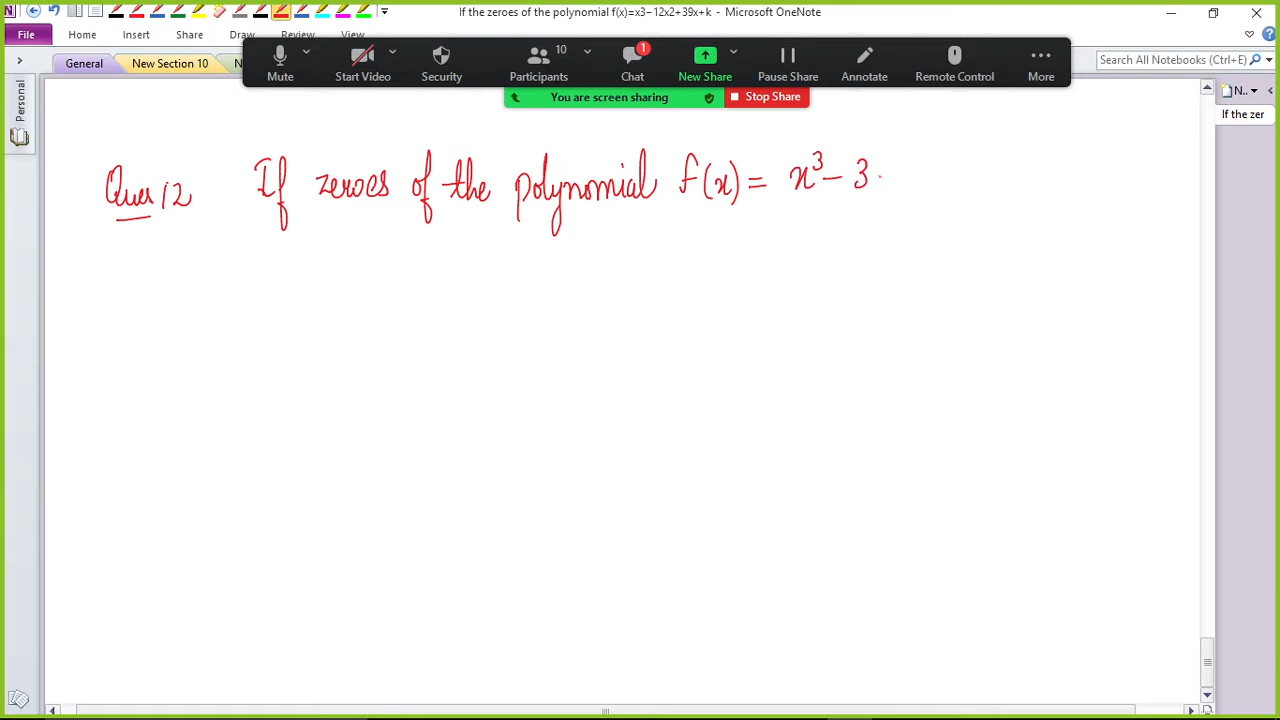 If the zeroes of the polynomial f(x)=x3−12x2+39x+k - Microsoft OneNote
File Home Insert Share Draw Review View
General New Section 10 N
Search All Notebooks (Ctrl+E)
Mute Start Video Security 10 Participants 1 Chat New Share Pause Share Annotate Remote Control More
You are screen sharing Stop Share
Personal
N..
If the zer
Ques 12 If zeroes of the polynomial f(x) = x³ - 3